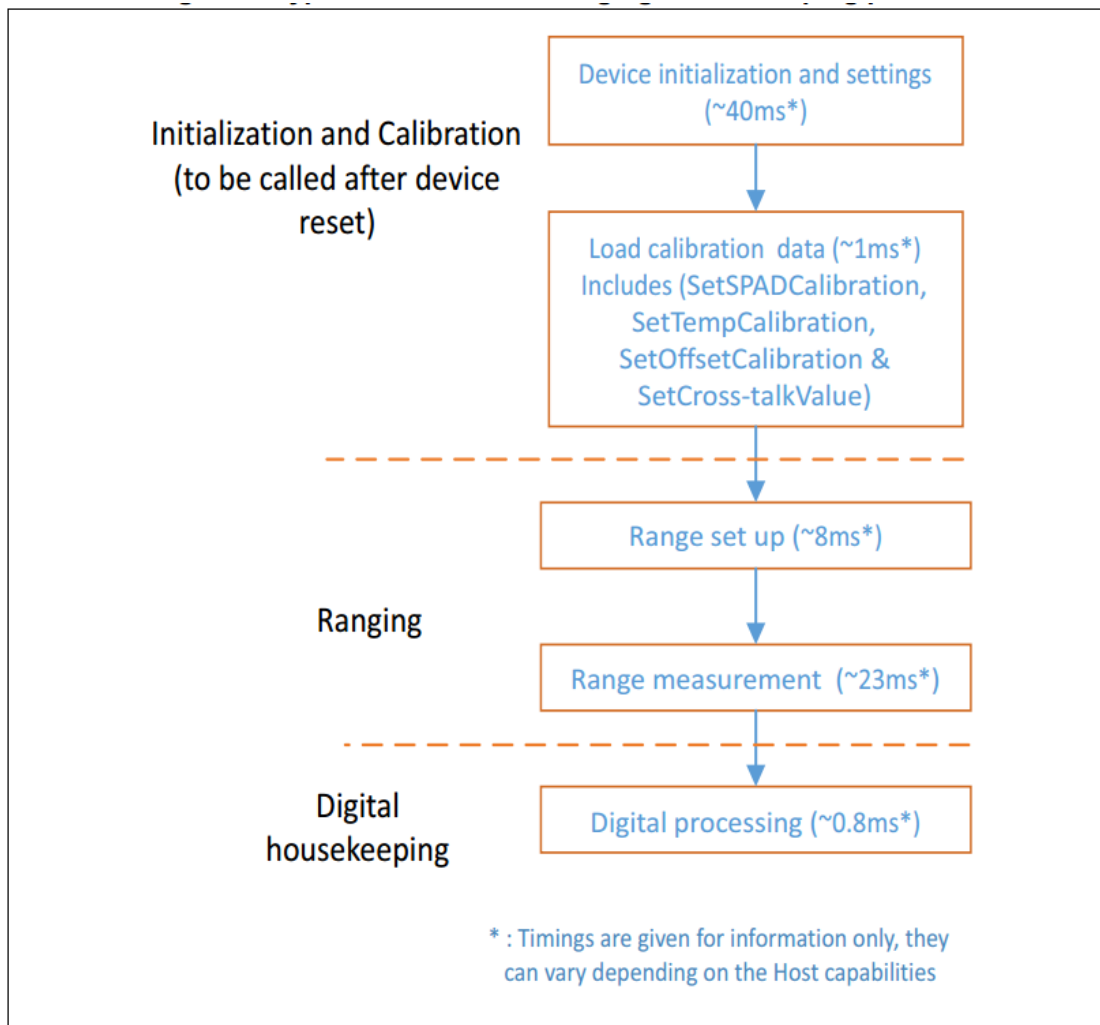 Device initialization and settings
(~40ms*)
Initialization and Calibration
(to be called after device
reset)
Load calibration data (~1ms*)
Includes (SetSPADCalibration,
SetTempCalibration,
SetOffsetCalibration &
SetCross-talkValue)
Range set up (~8ms*)
Ranging
Range measurement (~23ms*)
Digital
housekeeping
Digital processing (~0.8ms*)
* : Timings are given for information only, they
can vary depending on the Host capabilities